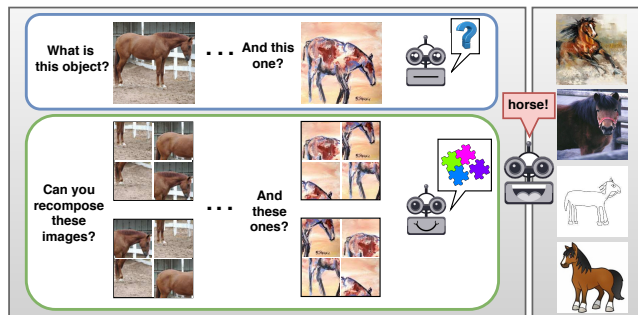 What is
this object?
And this
one?
?
horse!
Can you
recompose
these
images?
And
these
ones?